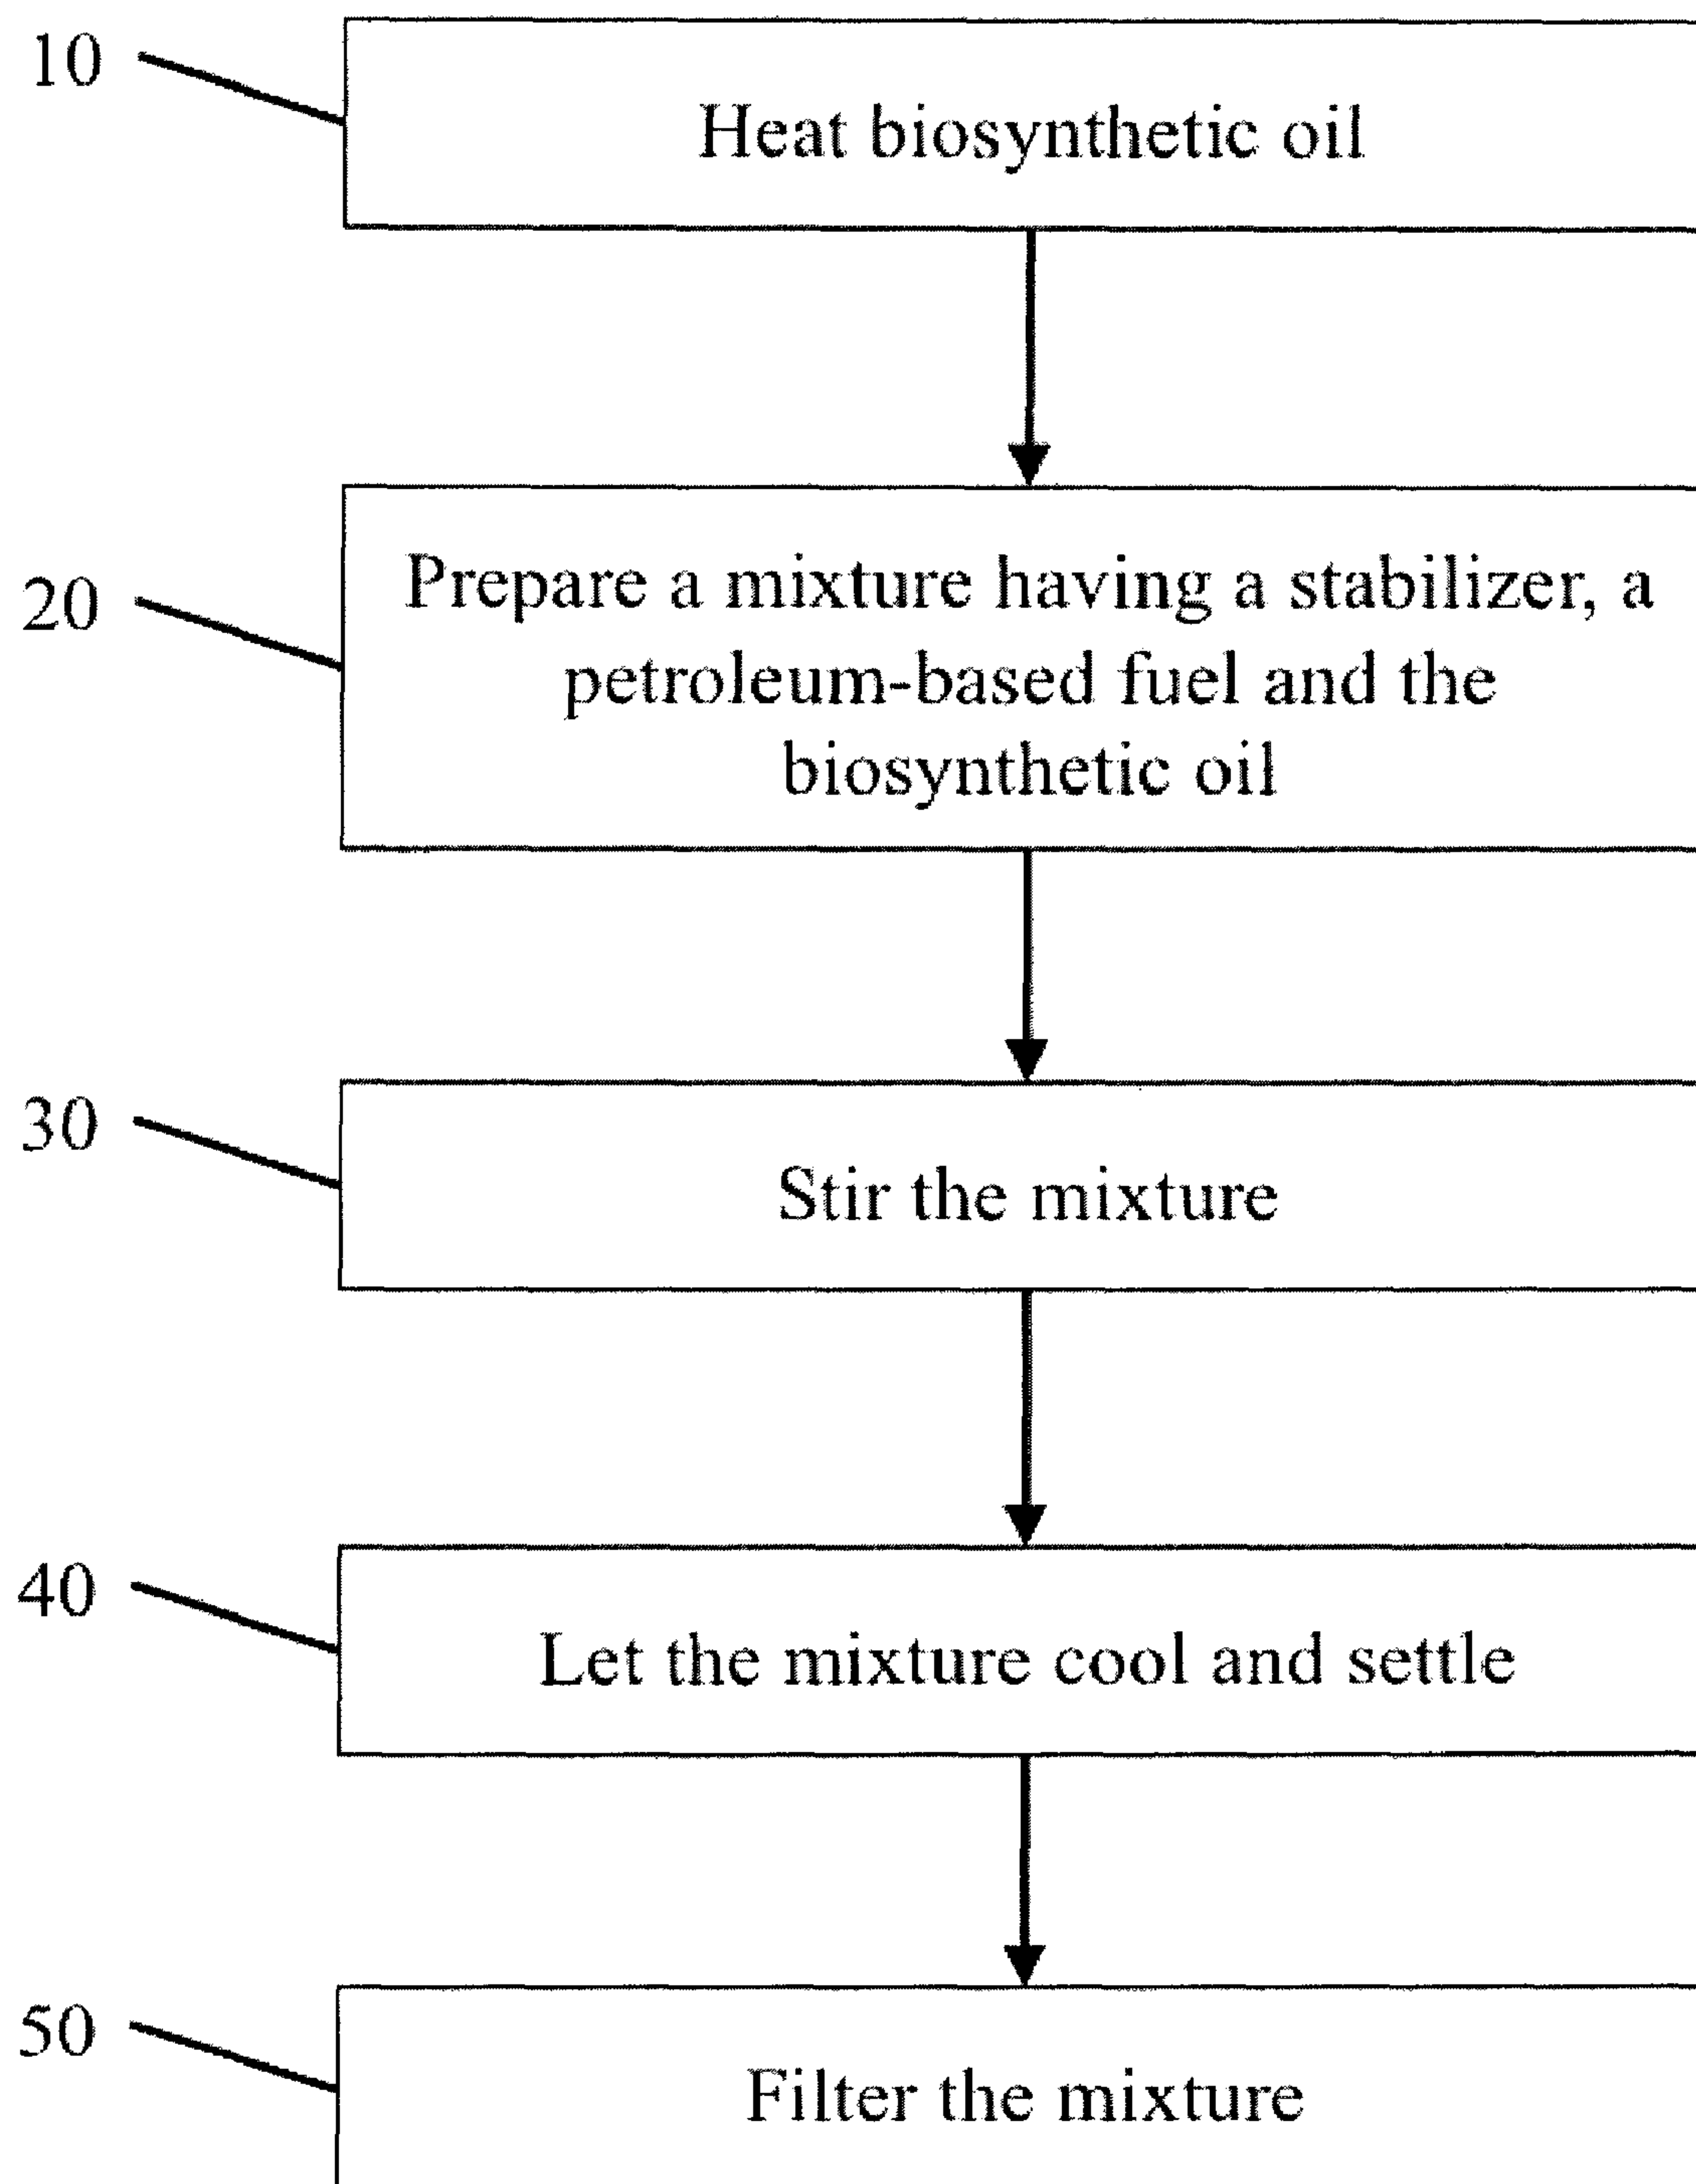 10
Heat biosynthetic oil
20
Prepare a mixture having a stabilizer, a
petroleum-based fuel and the
biosynthetic oil
30
Stir the mixture
40
Let the mixture cool and settle
50
Filter the mixture